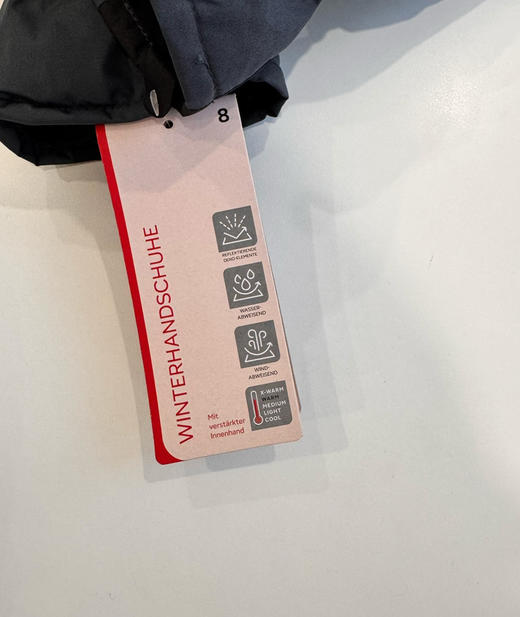 8
WINTERHANDSCHUHE
REFLEKTIERENDE
DEKO-ELEMENTE
WASSER-
ABWEISEND
WIND-
ABWEISEND
Mit
verstärkter
Innenhand
X-WARM
WARM
MEDIUM
LIGHT
COOL